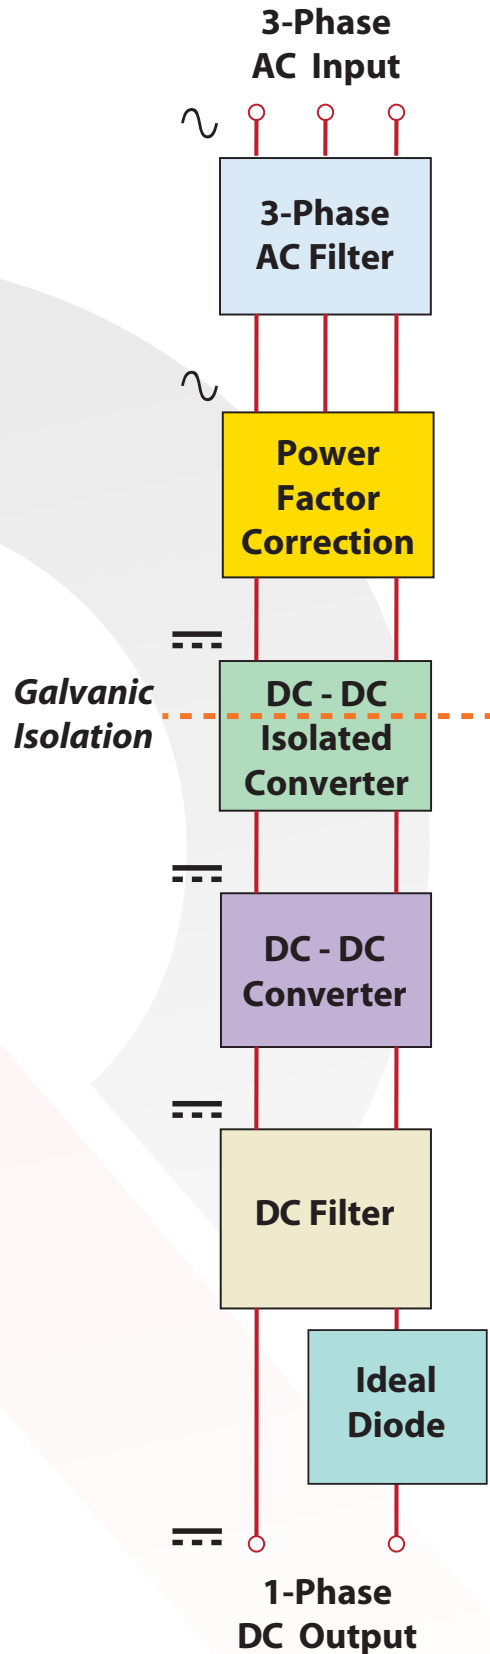 3-Phase
AC Input
3-Phase
AC Filter
Power
Factor
Correction
Galvanic
Isolation
DC - DC
Isolated
Converter
DC - DC
Converter
DC Filter
Ideal
Diode
1-Phase
DC Output